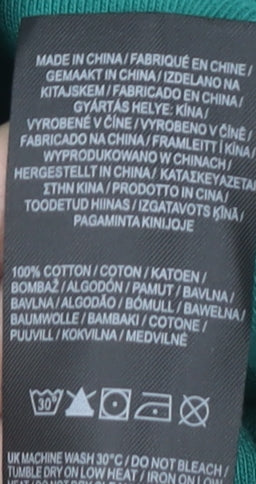 MADE IN CHINA / FABRIQUÉ EN CHINE /
GEMAAKT IN CHINA / IZDELANO NA
KITAJSKEM / FABRICADO EN CHINA /
GYÁRTÁS HELYE: KÍNA /
VYROBENÉ V ČÍNE / VYROBENO V ČÍNĚ /
FABRICADO NA CHINA / FRAMLEITT Í KÍNA /
WYPRODUKOWANO W CHINACH /
HERGESTELLT IN CHINA / ΚΑΤΑΣΚΕΥΑΖΕΤΑΙ
ΣΤΗΝ ΚΙΝΑ / PRODOTTO IN CINA /
TOODETUD HIINAS / IZGATAVOTS ĶĪNĀ /
PAGAMINTA KINIJOJE
100% COTTON / COTON / KATOEN /
BOMBAŽ / ALGODÓN / PAMUT / BAVLNA /
BAVLNA / ALGODÃO / BÓMULL / BAWEŁNA /
BAUMWOLLE / ΒΑΜΒΑΚΙ / COTONE /
PUUVILL / KOKVILNA / MEDVILNĖ
30°
UK MACHINE WASH 30°C / DO NOT BLEACH /
TUMBLE DRY ON LOW HEAT / IRON ON LOW